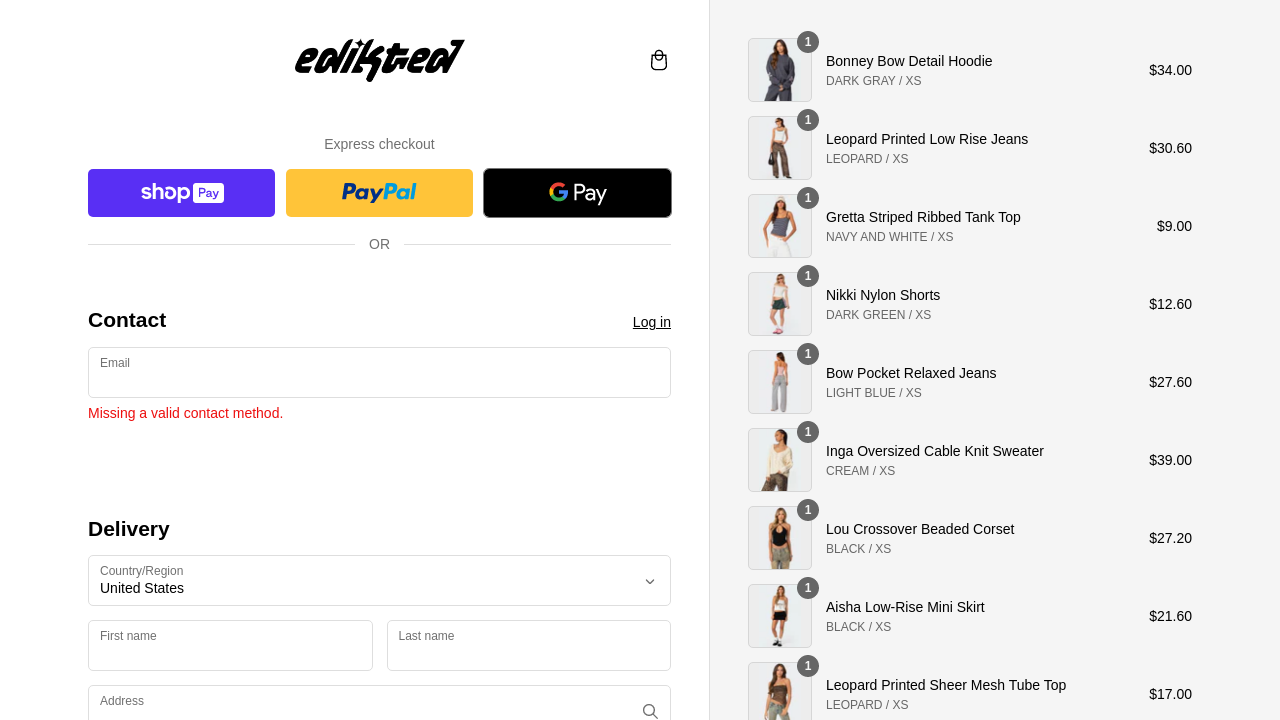 edikted
Express checkout
shop Pay
PayPal
G Pay
OR
Contact
Log in
Email
Missing a valid contact method.
Delivery
Country/Region
United States
First name
Last name
Address
1
Bonney Bow Detail Hoodie
DARK GRAY / XS
$34.00
1
Leopard Printed Low Rise Jeans
LEOPARD / XS
$30.60
1
Gretta Striped Ribbed Tank Top
NAVY AND WHITE / XS
$9.00
1
Nikki Nylon Shorts
DARK GREEN / XS
$12.60
1
Bow Pocket Relaxed Jeans
LIGHT BLUE / XS
$27.60
1
Inga Oversized Cable Knit Sweater
CREAM / XS
$39.00
1
Lou Crossover Beaded Corset
BLACK / XS
$27.20
1
Aisha Low-Rise Mini Skirt
BLACK / XS
$21.60
1
Leopard Printed Sheer Mesh Tube Top
LEOPARD / XS
$17.00